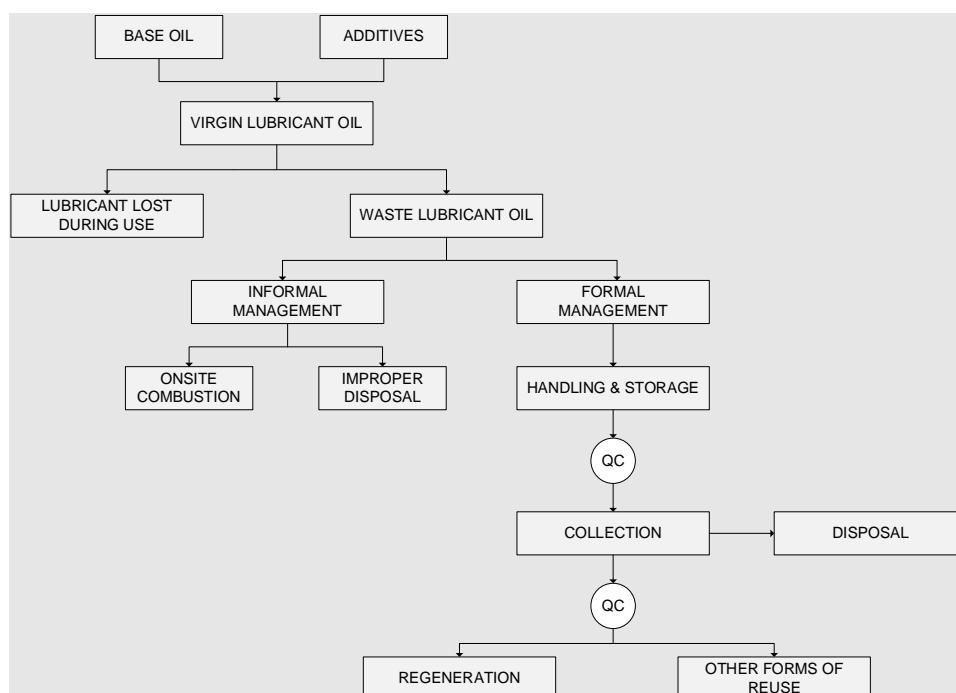 BASE OIL
ADDITIVES
VIRGIN LUBRICANT OIL
LUBRICANT LOST
DURING USE
WASTE LUBRICANT OIL
INFORMAL
MANAGEMENT
FORMAL
MANAGEMENT
ONSITE
COMBUSTION
IMPROPER
DISPOSAL
HANDLING & STORAGE
QC
COLLECTION
DISPOSAL
QC
REGENERATION
OTHER FORMS OF
REUSE